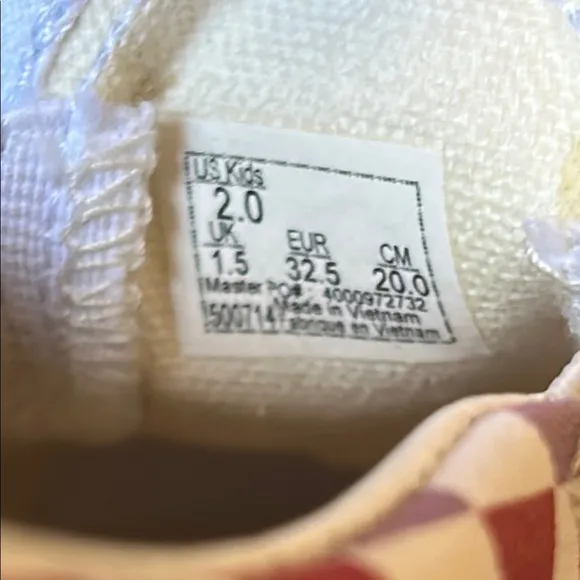 US Kids
2.0
UK EUR CM
1.5 32.5 20.0
Master PO# : 4000972732
Made in Vietnam
500714 Fabrique en Vietnam